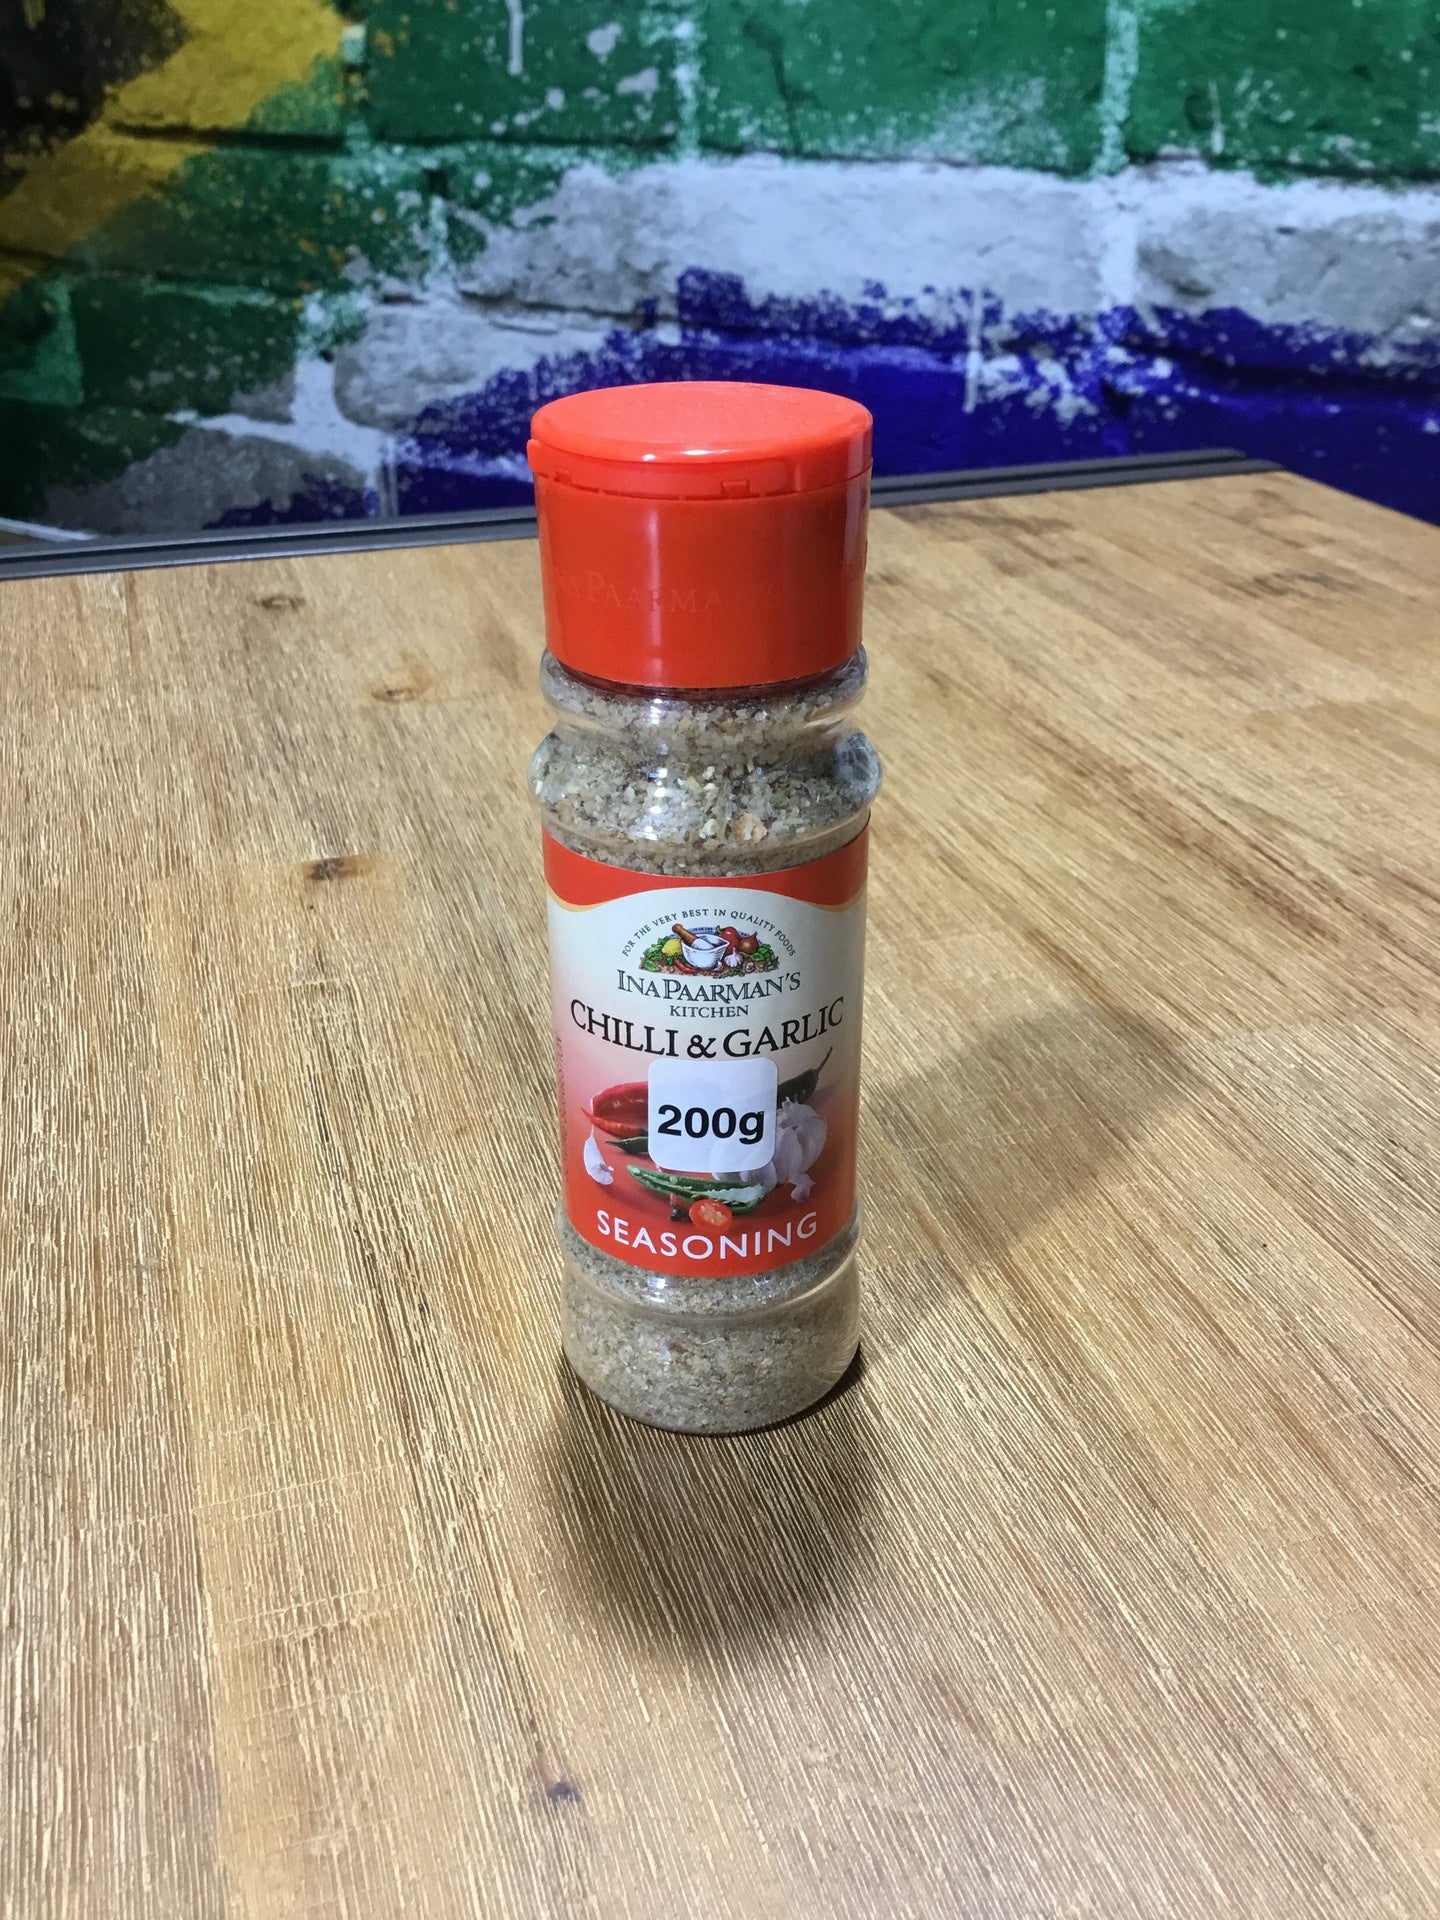 INA PAARMAN'S
FOR THE VERY BEST IN QUALITY FOODS
INA PAARMAN'S
KITCHEN
CHILLI & GARLIC
200g
SEASONING